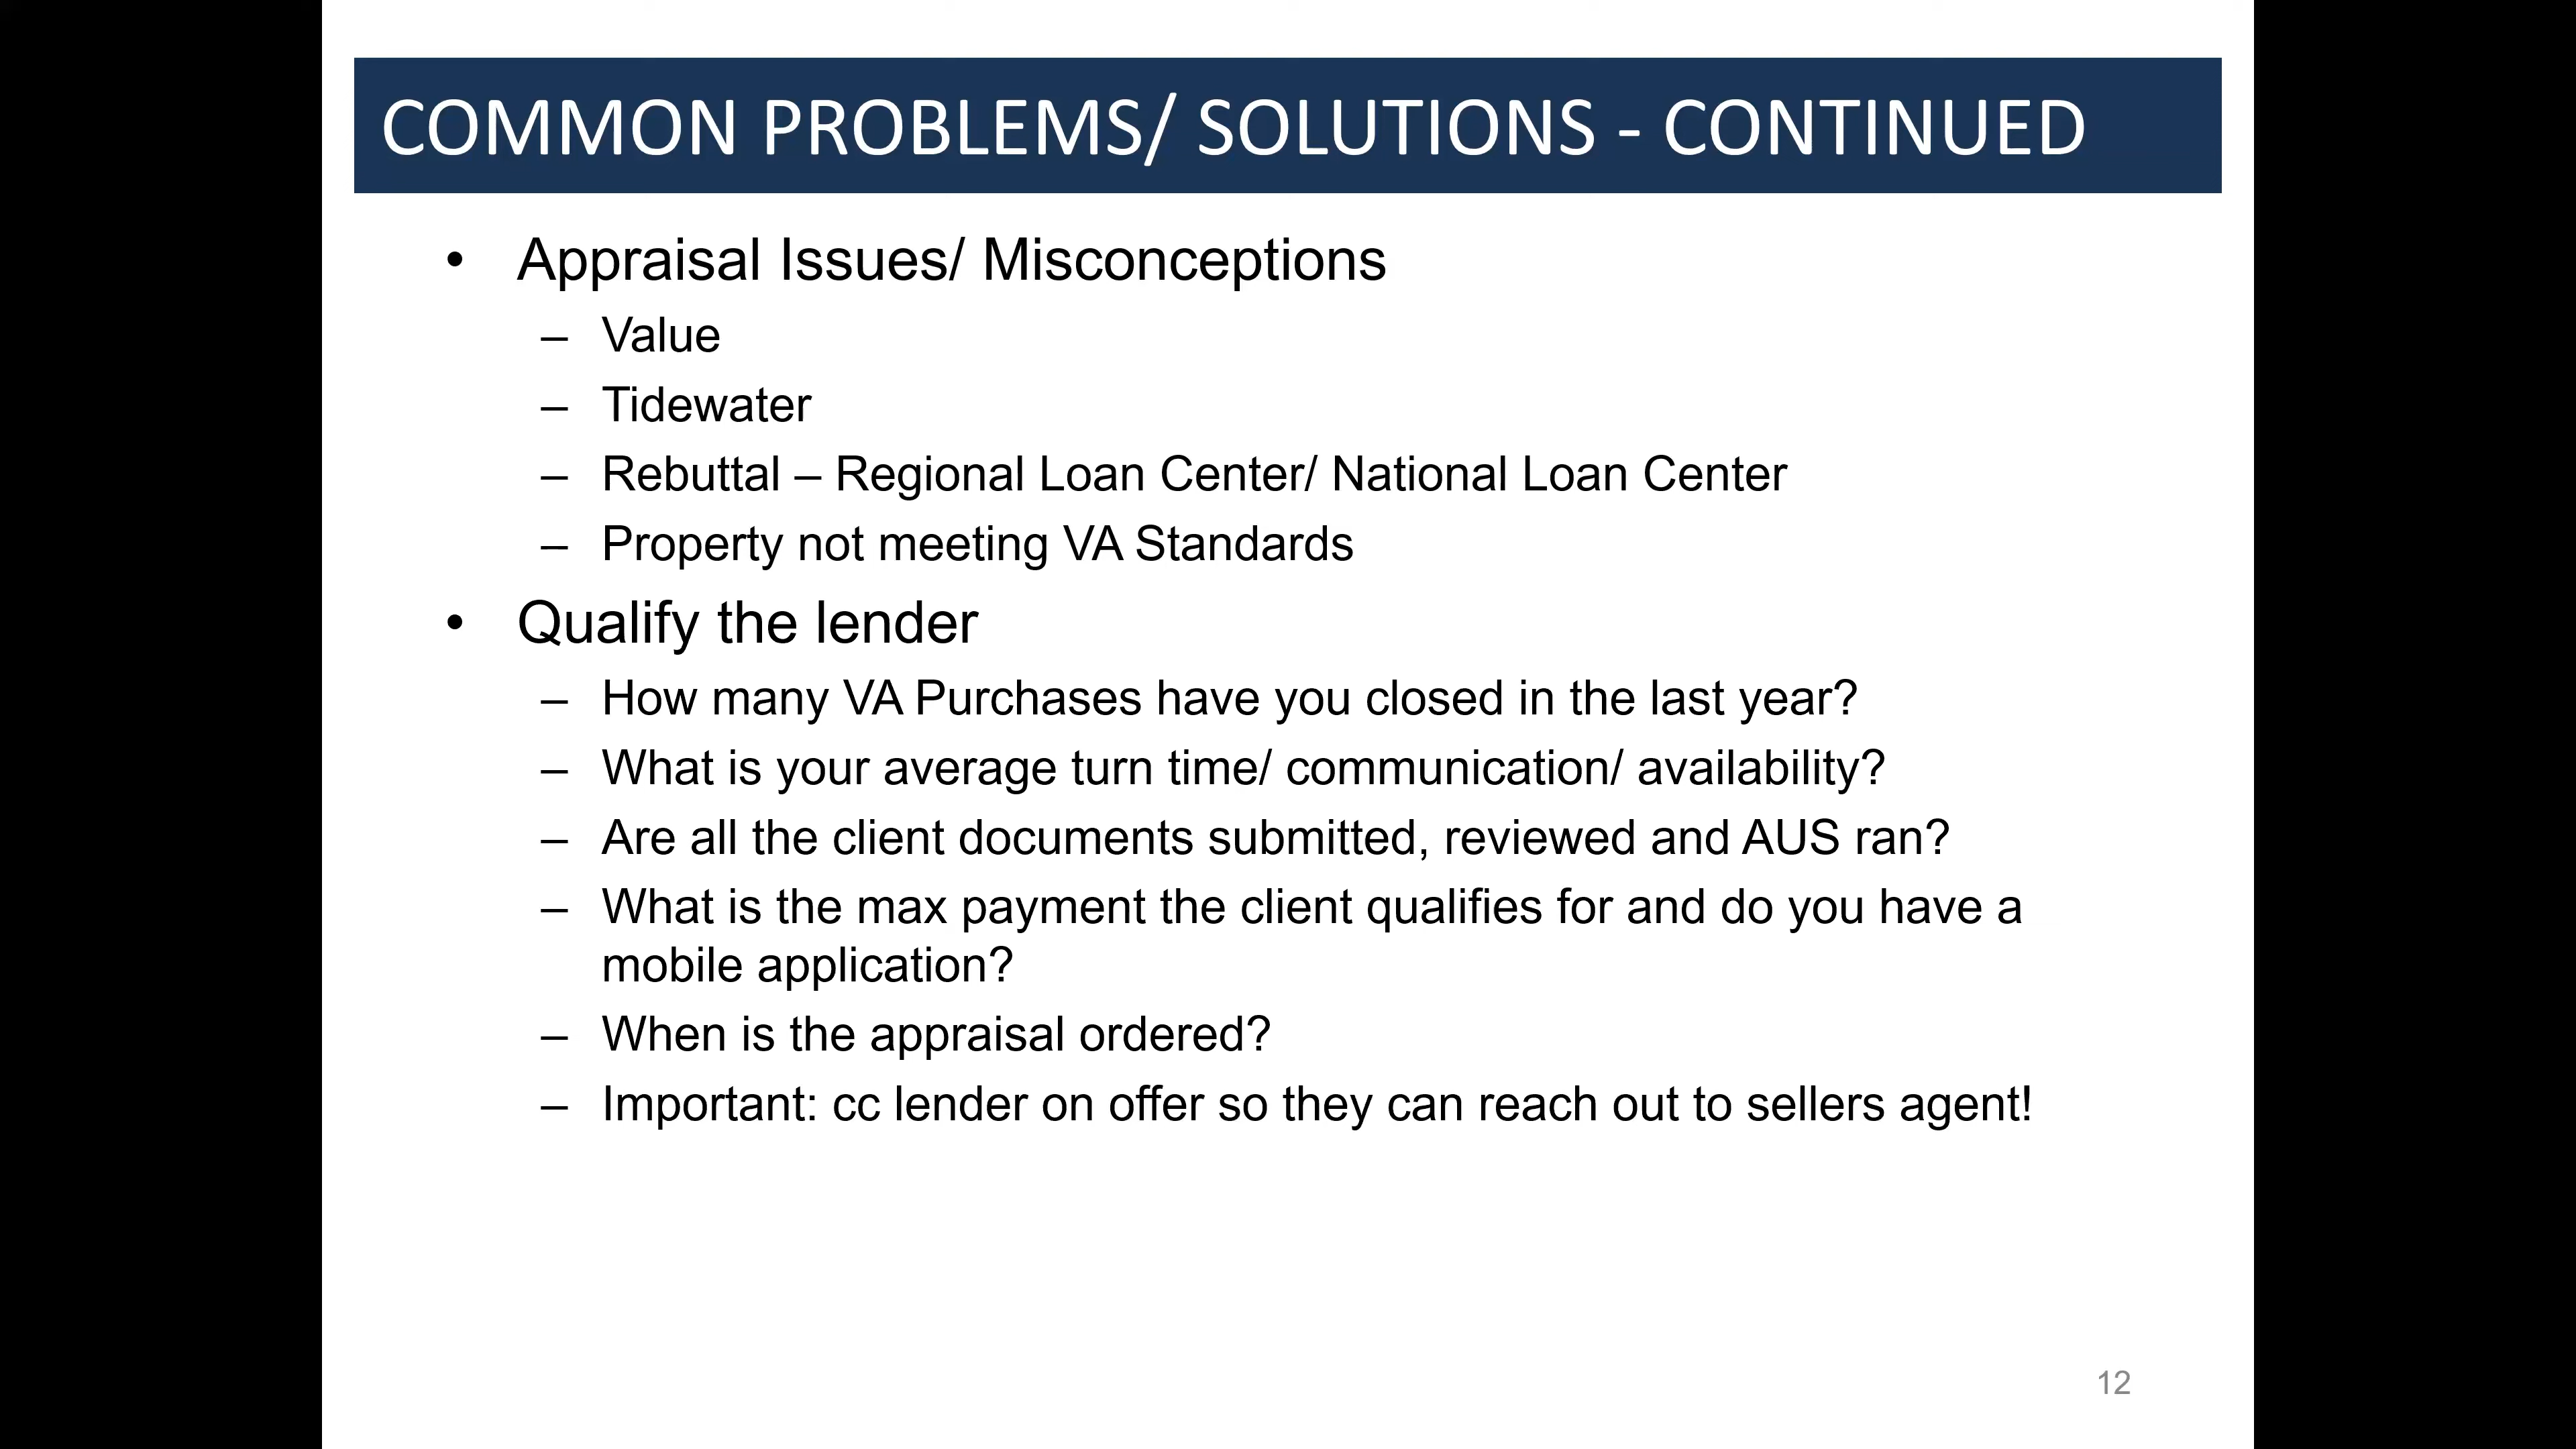 COMMON PROBLEMS/ SOLUTIONS - CONTINUED
• Appraisal Issues/ Misconceptions
– Value
– Tidewater
– Rebuttal – Regional Loan Center/ National Loan Center
– Property not meeting VA Standards
• Qualify the lender
– How many VA Purchases have you closed in the last year?
– What is your average turn time/ communication/ availability?
– Are all the client documents submitted, reviewed and AUS ran?
– What is the max payment the client qualifies for and do you have a
mobile application?
– When is the appraisal ordered?
– Important: cc lender on offer so they can reach out to sellers agent!
12